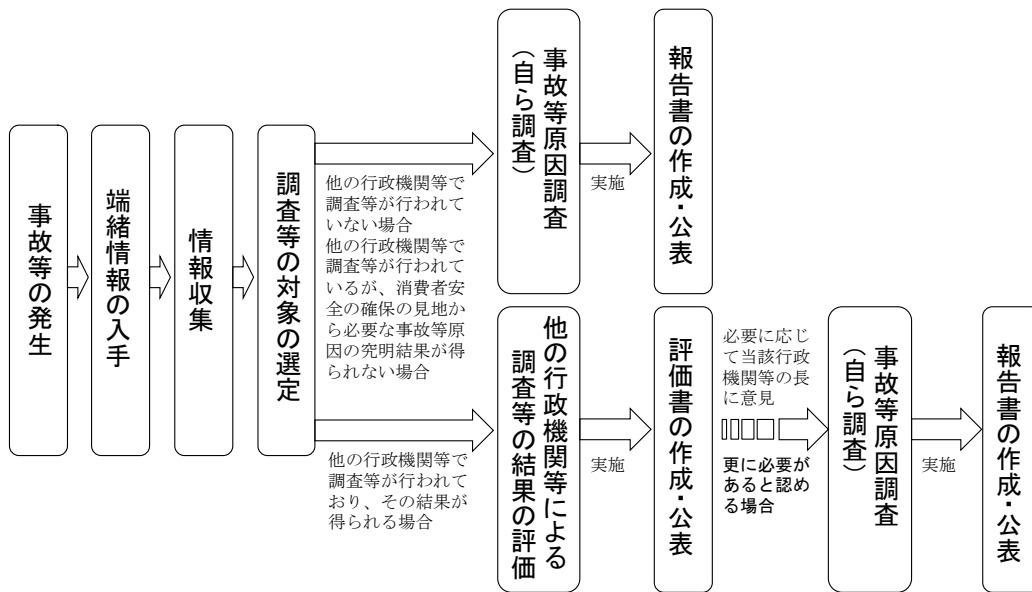 事故等の発生
端緒情報の入手
情報収集
調査等の対象の選定
他の行政機関等で
調査等が行われて
いない場合
他の行政機関等で
調査等が行われて
いるが、消費者安
全の確保の見地か
ら必要な事故等原
因の究明結果が得
られない場合
事故等原因調査
（自ら調査）
実施
報告書の作成・公表
他の行政機関等で
調査等が行われて
おり、その結果が
得られる場合
他の行政機関等による
調査等の結果の評価
実施
評価書の作成・公表
必要に応じ
て当該行政
機関等の長
に意見
更に必要が
あると認め
る場合
事故等原因調査
（自ら調査）
実施
報告書の作成・公表